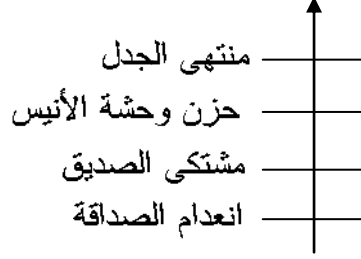 منتهى الجدل
حزن وحشة الأنيس
مشتكى الصديق
انعدام الصداقة